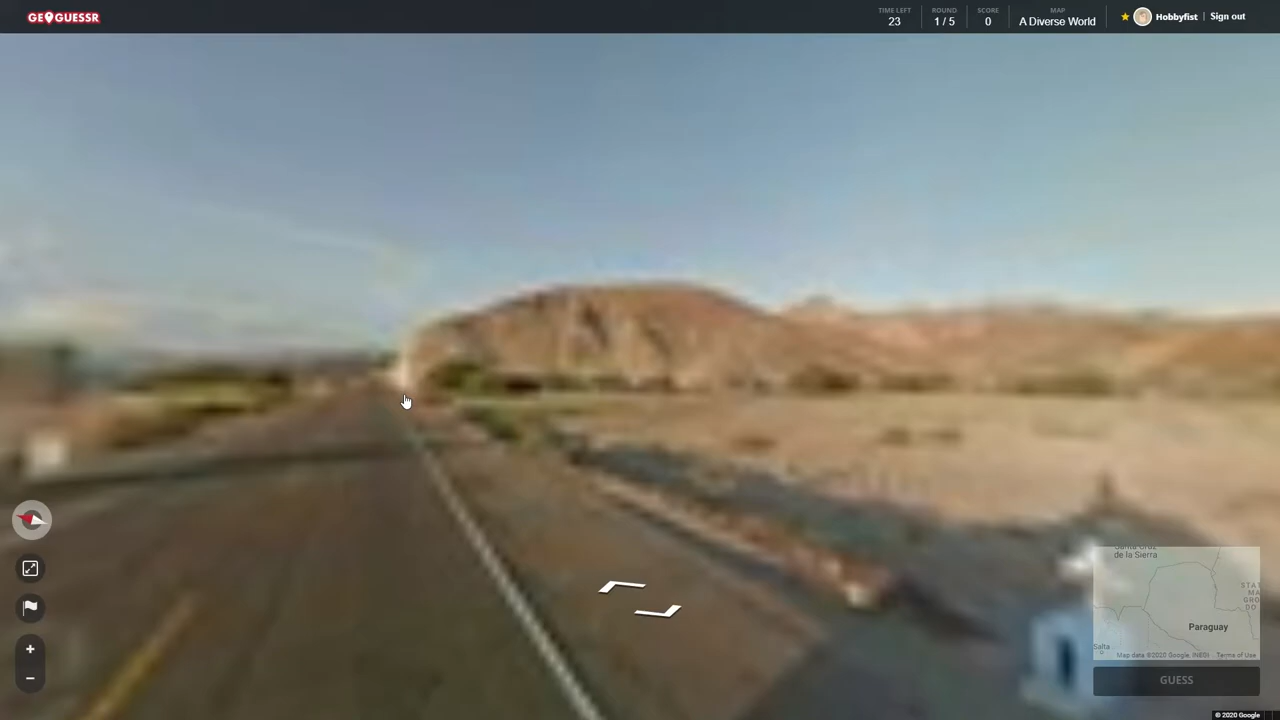 GEOGUESSR
TIME LEFT
23
ROUND
1 / 5
SCORE
0
MAP
A Diverse World
Hobbyfist
Sign out
Santa Cruz
de la Sierra
Paraguay
Salta
Map data ©2020 Google, INEGI
Terms of Use
GUESS
© 2020 Google